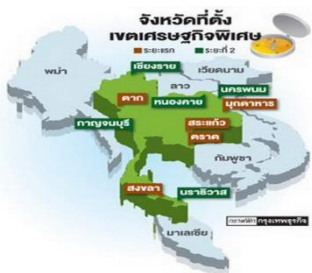 จังหวัดที่ตั้ง
เขตเศรษฐกิจพิเศษ
ระยะแรก ระยะที่ 2
เชียงราย
พม่า
เวียดนาม
ลาว
นครพนม
ตาก
หนองคาย
มุกดาหาร
กาญจนบุรี
สระแก้ว
ตราด
กัมพูชา
สงขลา
นราธิวาส
มาเลเซีย
กราฟฟิก กรุงเทพธุรกิจ